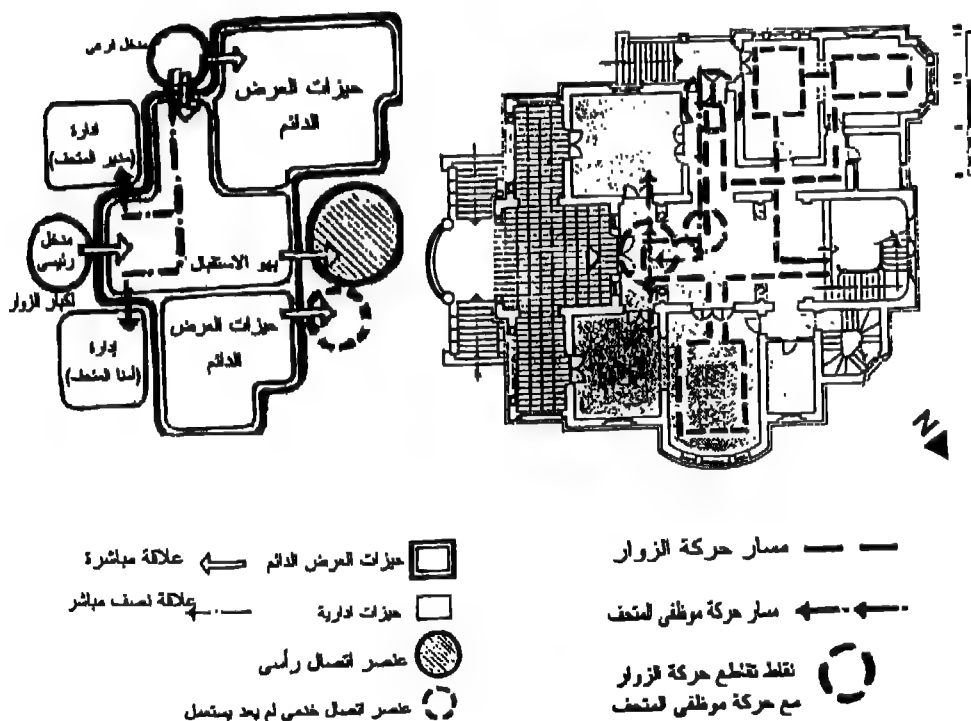 مدخل فرعي
حيزات العرض
الدائم
ادارة
(مدير المتحف)
مدخل
رئيسى
لكبار الزوار
بهو الاستقبال
حيزات العرض
الدائم
إدارة
(أمنا المتحف)
N
حيزات العرض الدائم
علاقة مباشرة
حيزات ادارية
علاقة نصف مباشر
عنصر اتصال رأسى
عنصر اتصال خدمى لم يعد يستعمل
مسار حركة الزوار
مسار حركة موظفى المتحف
نقاط تقاطع حركة الزوار
مع حركة موظفى المتحف